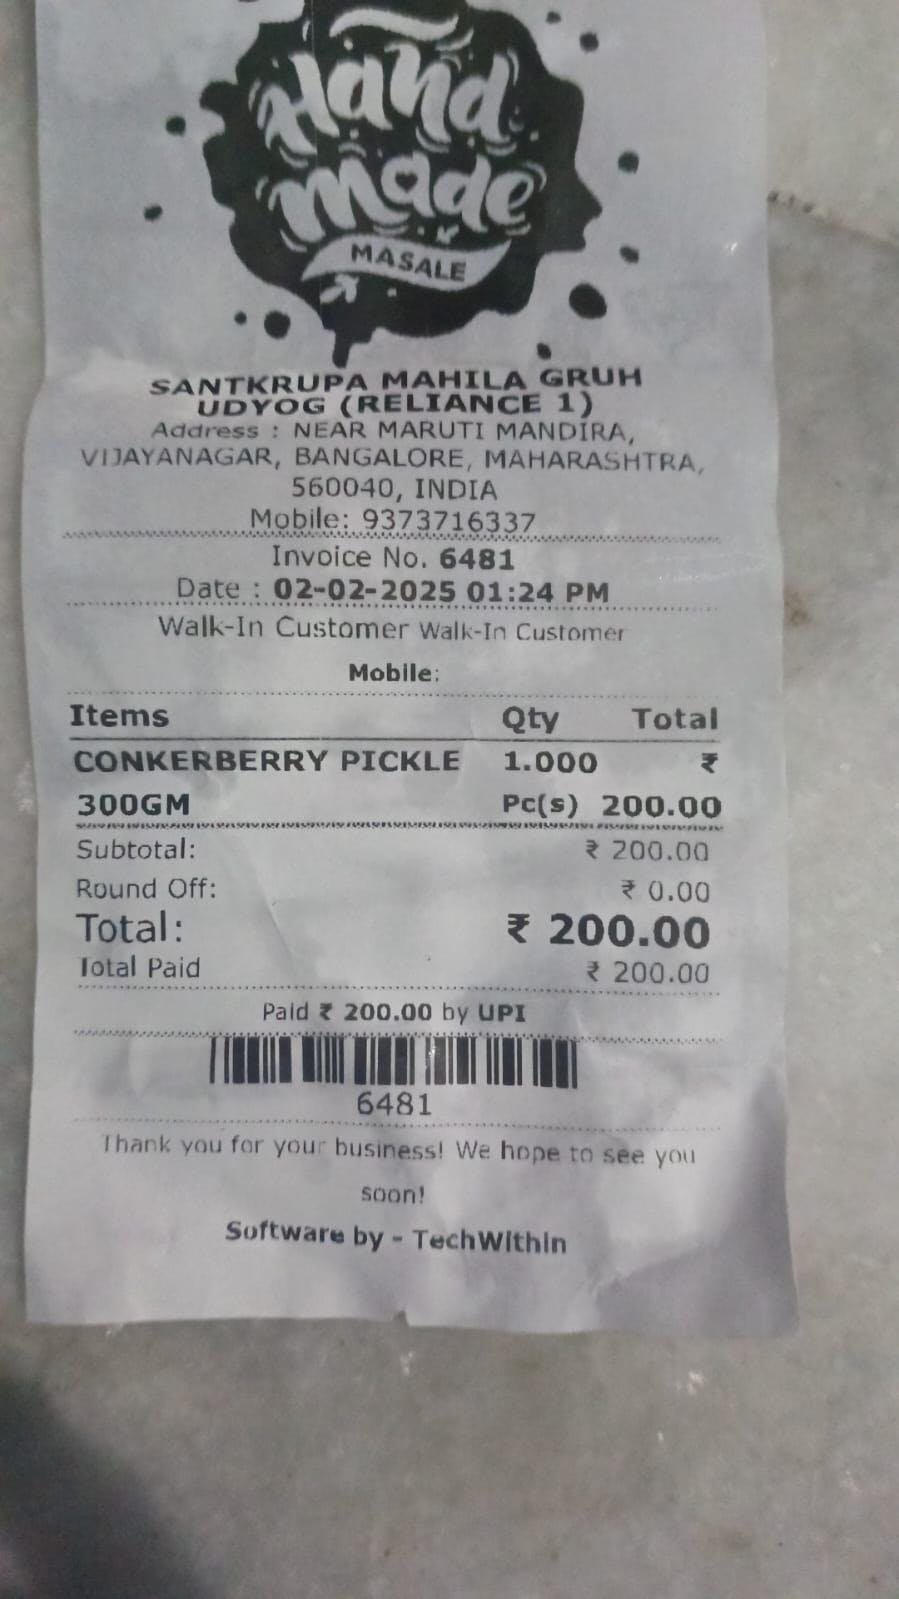 Hand
made
MASALE
SANTKRUPA MAHILA GRUH
UDYOG (RELIANCE 1)
Address : NEAR MARUTI MANDIRA,
VIJAYANAGAR, BANGALORE, MAHARASHTRA,
560040, INDIA
Mobile: 9373716337
Invoice No. 6481
Date : 02-02-2025 01:24 PM
Walk-In Customer Walk-In Customer
Mobile:
Items Qty Total
CONKERBERRY PICKLE 1.000 ₹
300GM Pc(s) 200.00
Subtotal: ₹ 200.00
Round Off: ₹ 0.00
Total: ₹ 200.00
Total Paid ₹ 200.00
Paid ₹ 200.00 by UPI
6481
Thank you for your business! We hope to see you
soon!
Software by - TechWithin